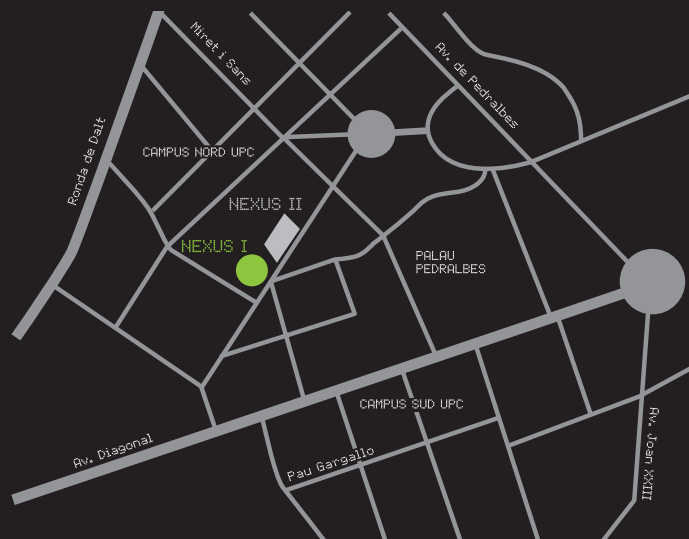 Miret i Sans
Av. de Pedralbes
Ronda de Dalt
CAMPUS NORD UPC
NEXUS II
NEXUS I
PALAU
PEDRALBES
CAMPUS SUD UPC
Av. Diagonal
Pau Gargallo
Av. Joan XXIII